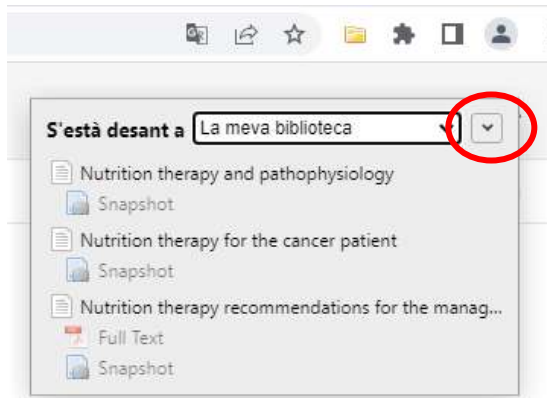 S'està desant a La meva biblioteca
Nutrition therapy and pathophysiology
Snapshot
Nutrition therapy for the cancer patient
Snapshot
Nutrition therapy recommendations for the manag...
Full Text
Snapshot